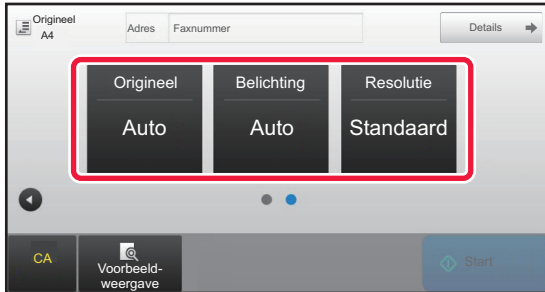 Origineel
A4
Adres Faxnummer Details
Origineel Belichting Resolutie
Auto Auto Standaard
CA
Voorbeeld-
weergave
Start